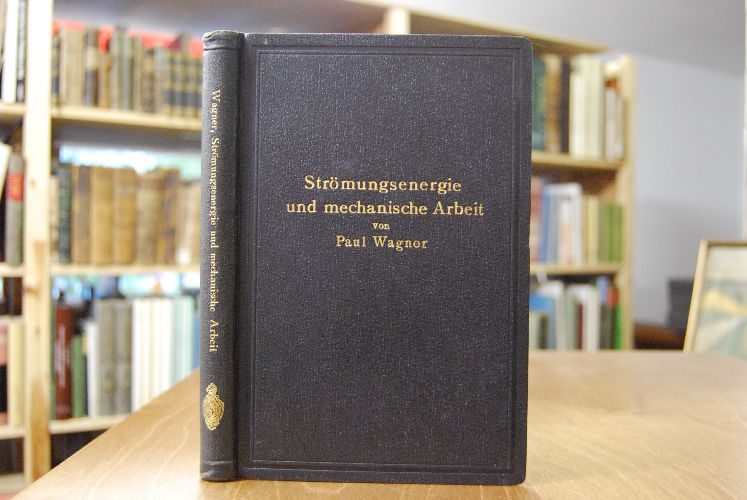 Wagner, Strömungsenergie und mechanische Arbeit
Strömungsenergie
und mechanische Arbeit
von
Paul Wagner